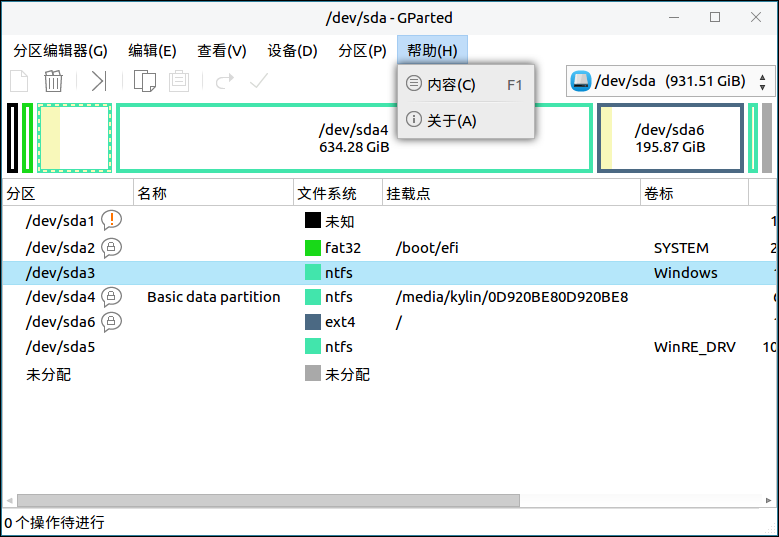 /dev/sda - GParted
分区编辑器(G) 编辑(E) 查看(V) 设备(D) 分区(P) 帮助(H)
内容(C) F1
关于(A)
/dev/sda (931.51 GiB)
/dev/sda4
634.28 GiB
/dev/sda6
195.87 GiB
分区 名称 文件系统 挂载点 卷标
/dev/sda1 未知 1
/dev/sda2 fat32 /boot/efi SYSTEM 2
/dev/sda3 ntfs Windows 1
/dev/sda4 Basic data partition ntfs /media/kylin/0D920BE80D920BE8
/dev/sda6 ext4 /
/dev/sda5 ntfs WinRE_DRV 10
未分配 未分配
0 个操作待进行